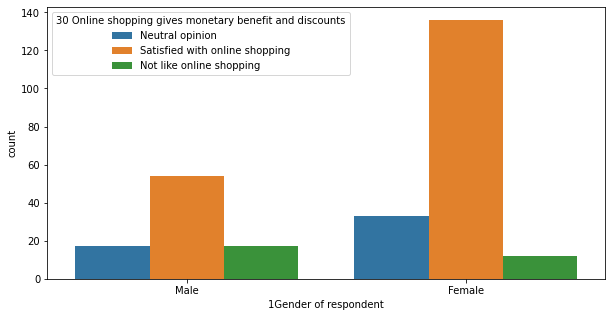 30 Online shopping gives monetary benefit and discounts
Neutral opinion
Satisfied with online shopping
Not like online shopping
140
120
100
80
60
40
20
0
count
Male
Female
1Gender of respondent